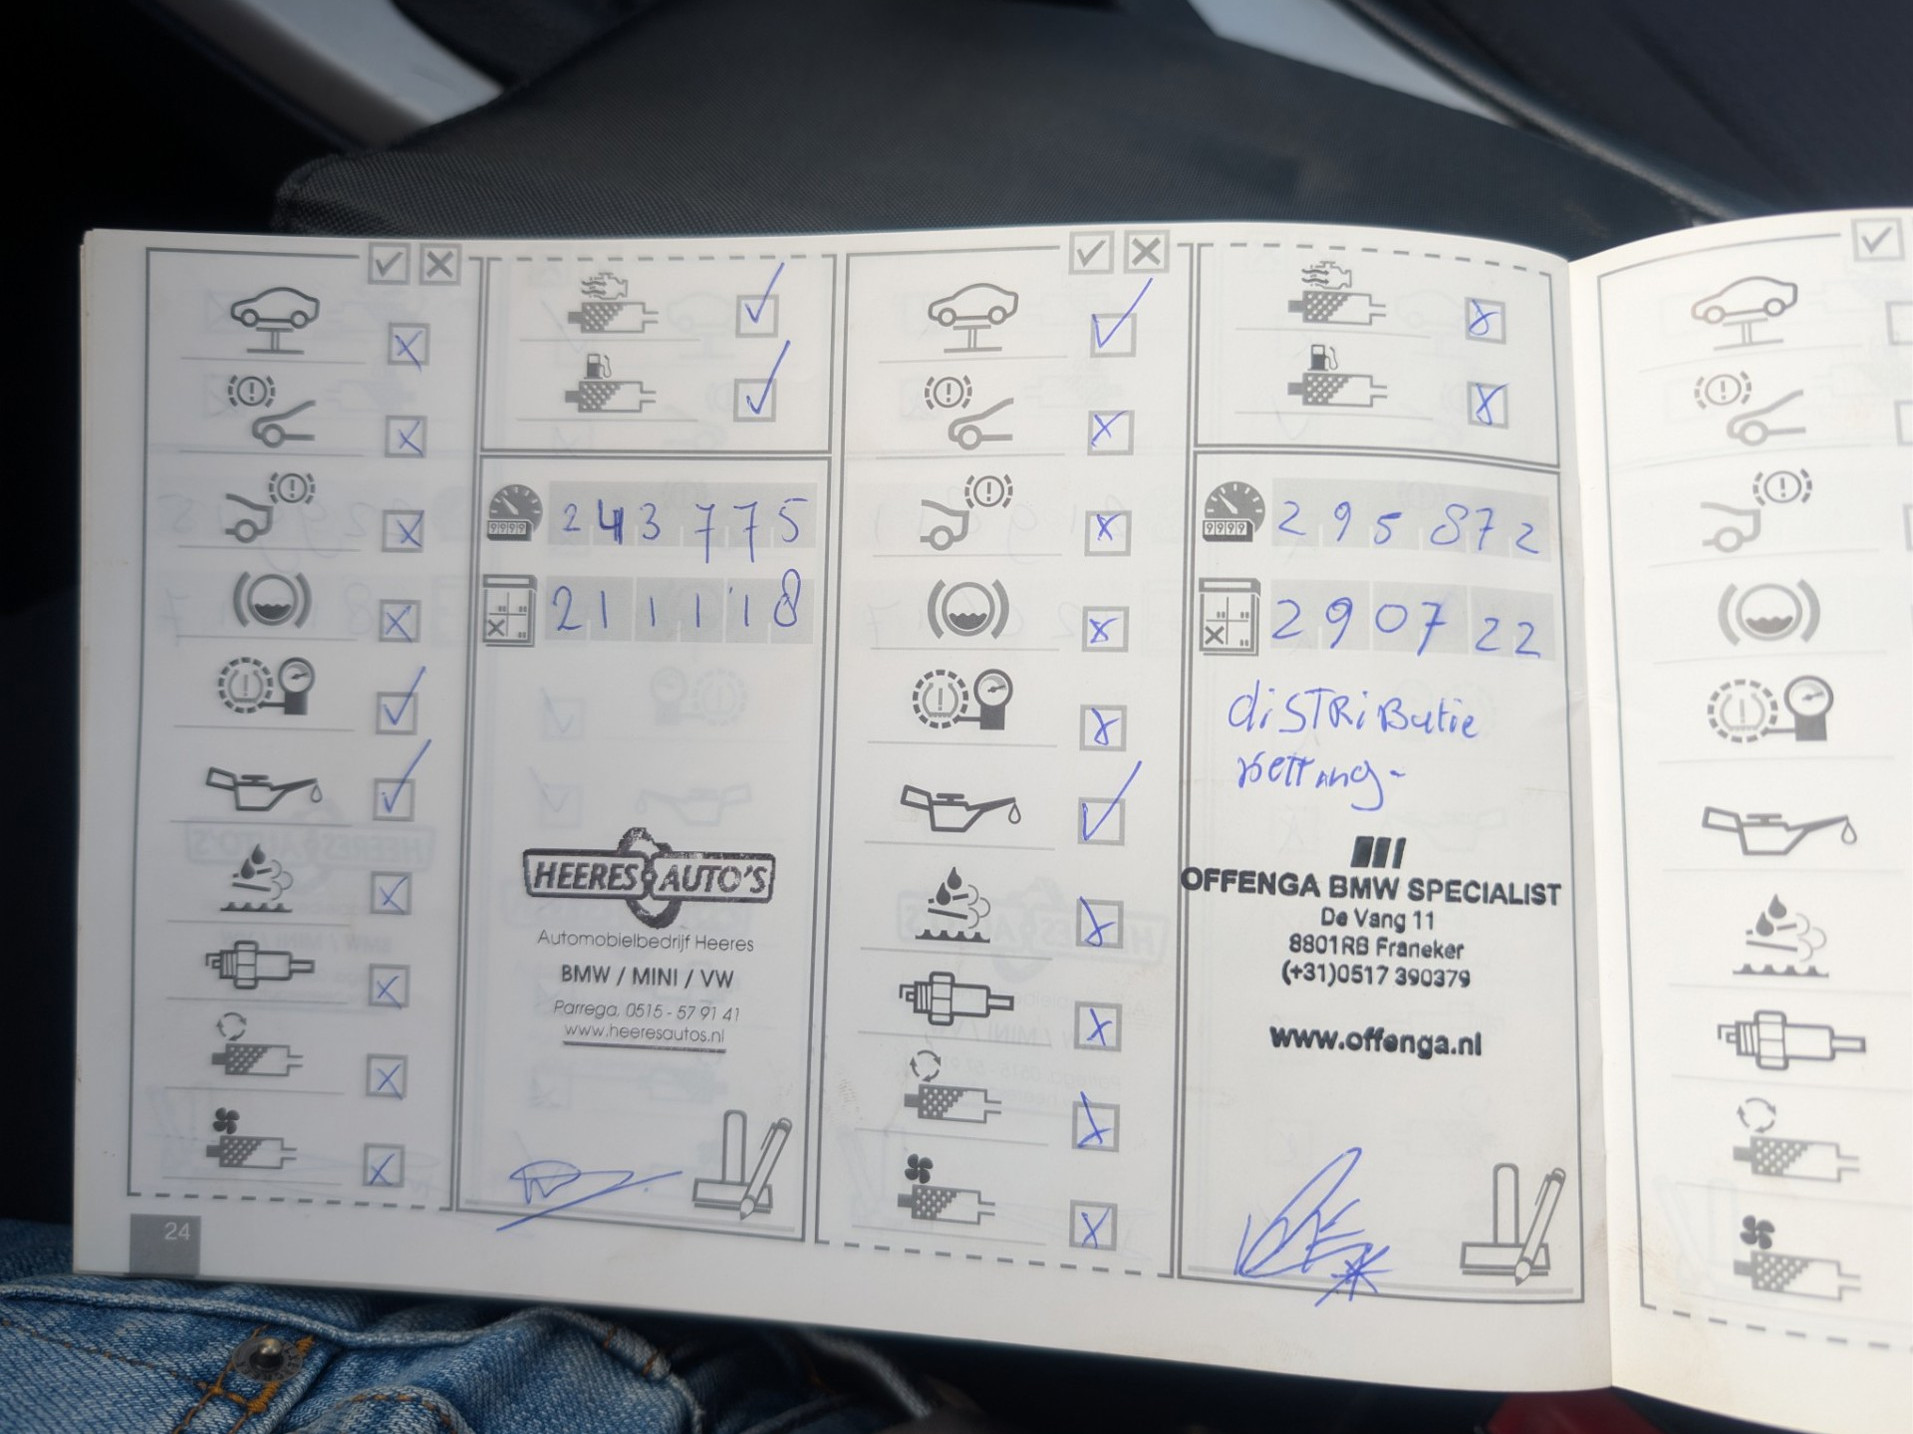 243775
211118
HEERES AUTO'S
Automobielbedrijf Heeres
BMW / MINI / VW
Parrega, 0515 - 57 91 41
www.heeresautos.nl
24
295872
290722
diSTRiButie
ketting-
OFFENGA BMW SPECIALIST
De Vang 11
8801RB Franeker
(+31)0517 390379
www.offenga.nl